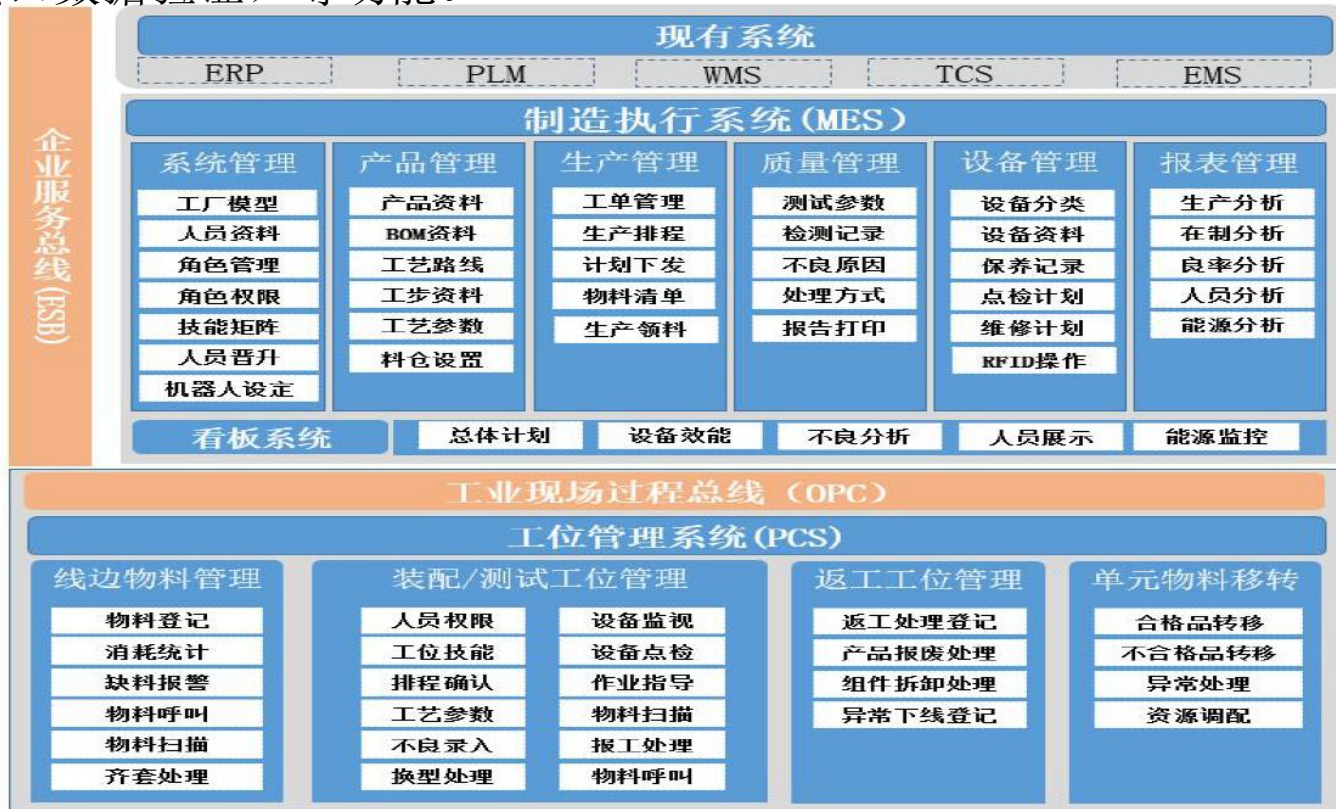 现有系统
ERP PLM WMS TCS EMS
企业服务总线(ESB)
制造执行系统(MES)
系统管理 产品管理 生产管理 质量管理 设备管理 报表管理
工厂模型 产品资料 工单管理 测试参数 设备分类 生产分析
人员资料 BOM资料 生产排程 检测记录 设备资料 在制分析
角色管理 工艺路线 计划下发 不良原因 保养记录 良率分析
角色权限 工步资料 物料清单 处理方式 点检计划 人员分析
技能矩阵 工艺参数 生产领料 报告打印 维修计划 能源分析
人员晋升 料仓设置 RFID操作
机器人设定
看板系统 总体计划 设备效能 不良分析 人员展示 能源监控
工业现场过程总线（OPC）
工位管理系统(PCS)
线边物料管理 装配/测试工位管理 返工工位管理 单元物料移转
物料登记 人员权限 设备监视 返工处理登记 合格品转移
消耗统计 工位技能 设备点检 产品报废处理 不合格品转移
缺料报警 排程确认 作业指导 组件拆卸处理 异常处理
物料呼叫 工艺参数 物料扫描 异常下线登记 资源调配
物料扫描 不良录入 报工处理
齐套处理 换型处理 物料呼叫